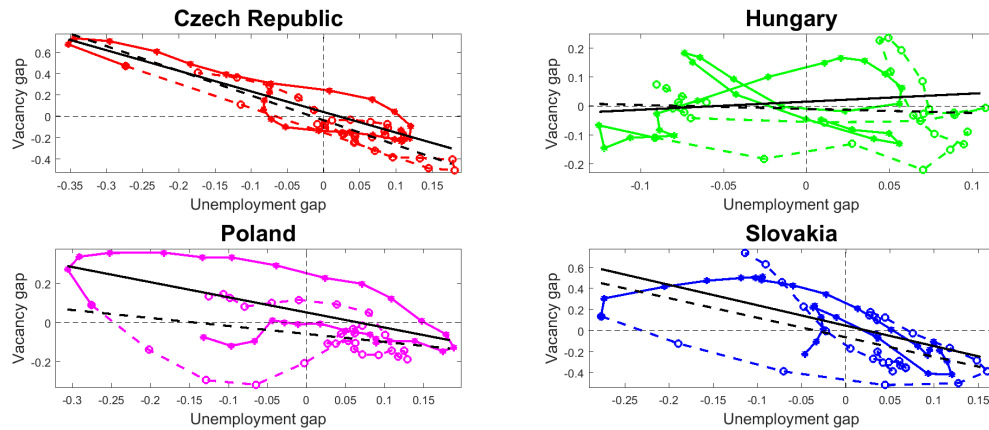 Czech Republic
Vacancy gap
0.6
0.4
0.2
0
-0.2
-0.4
-0.35 -0.3 -0.25 -0.2 -0.15 -0.1 -0.05 0 0.05 0.1 0.15
Unemployment gap
Hungary
Vacancy gap
0.2
0.1
0
-0.1
-0.2
-0.1 -0.05 0 0.05 0.1
Unemployment gap
Poland
Vacancy gap
0.2
0
-0.2
-0.3 -0.25 -0.2 -0.15 -0.1 -0.05 0 0.05 0.1 0.15
Unemployment gap
Slovakia
Vacancy gap
0.6
0.4
0.2
0
-0.2
-0.4
-0.25 -0.2 -0.15 -0.1 -0.05 0 0.05 0.1 0.15
Unemployment gap